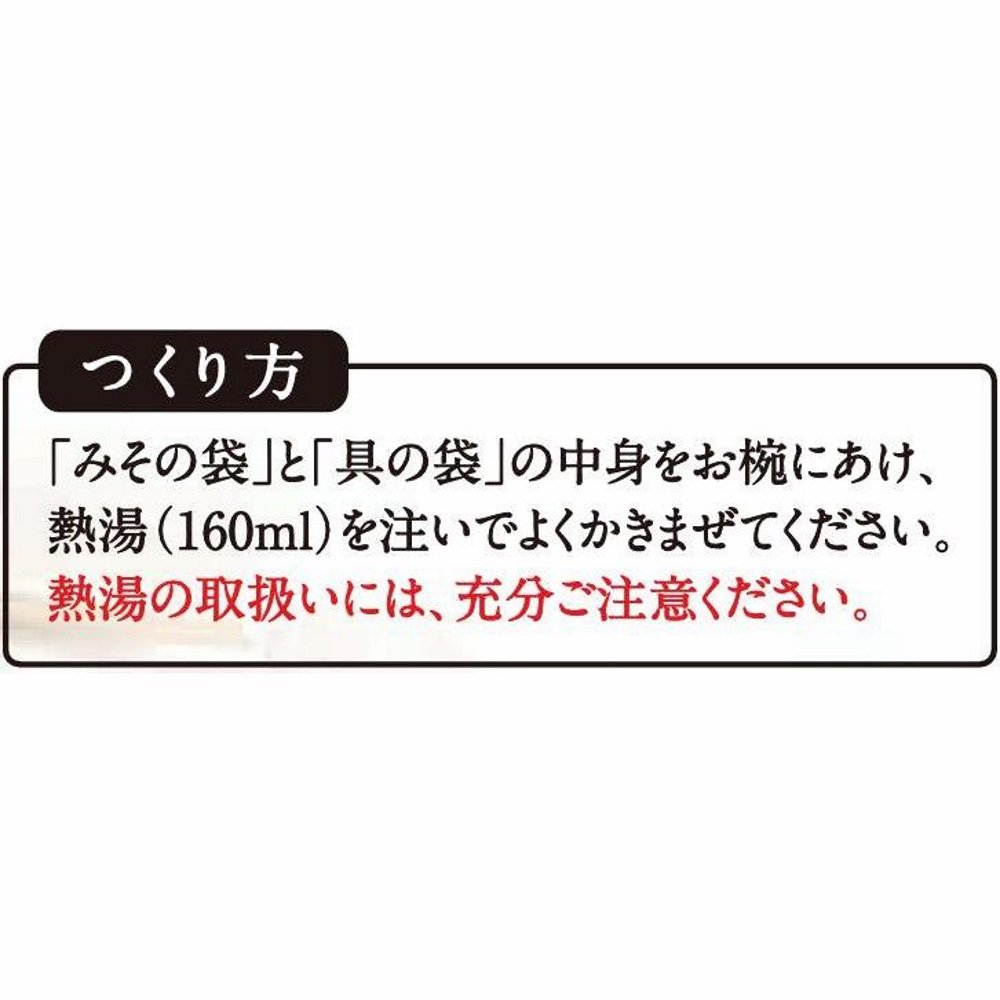 つくり方
「みその袋」と「具の袋」の中身をお椀にあけ、
熱湯(160ml)を注いでよくかきまぜてください。
熱湯の取扱いには、充分ご注意ください。